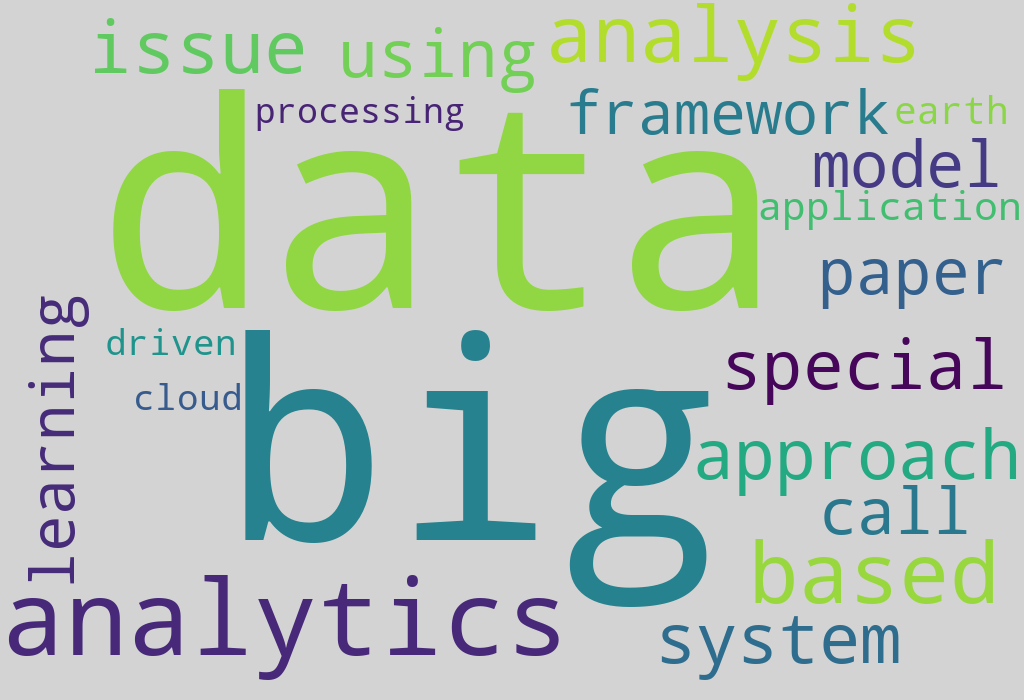 issue using analysis
processing
framework
earth
data
model
application
paper
learning
driven
big
special
cloud
approach
call
based
analytics
system